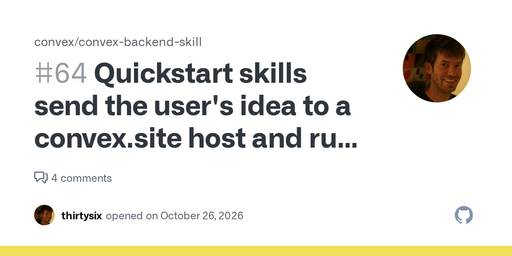 convex/convex-backend-skill
#64 Quickstart skills
send the user's idea to a
convex.site host and ru...
4 comments
thirtysix opened on October 26, 2026